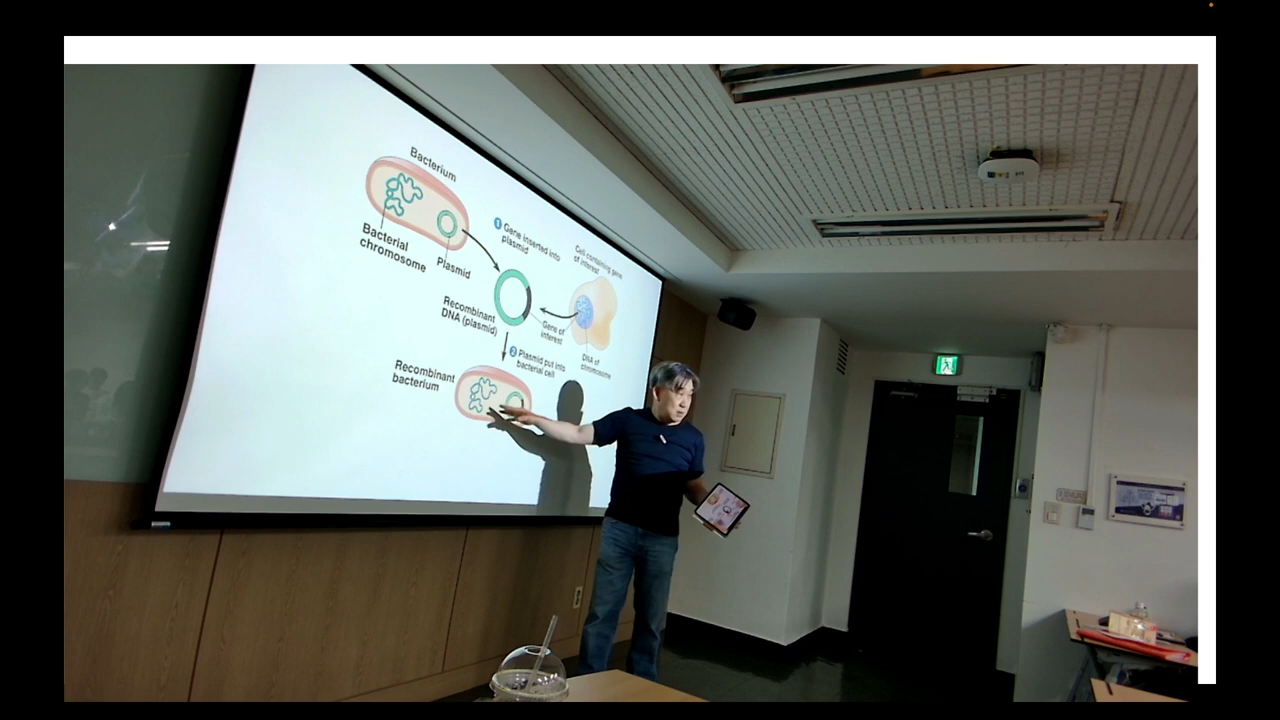 Bacterium
1 Gene inserted into
plasmid
Cell containing gene
of interest
Bacterial
chromosome
Plasmid
Recombinant
DNA (plasmid)
Gene of
interest
DNA of
chromosome
2 Plasmid put into
bacterial cell
Recombinant
bacterium